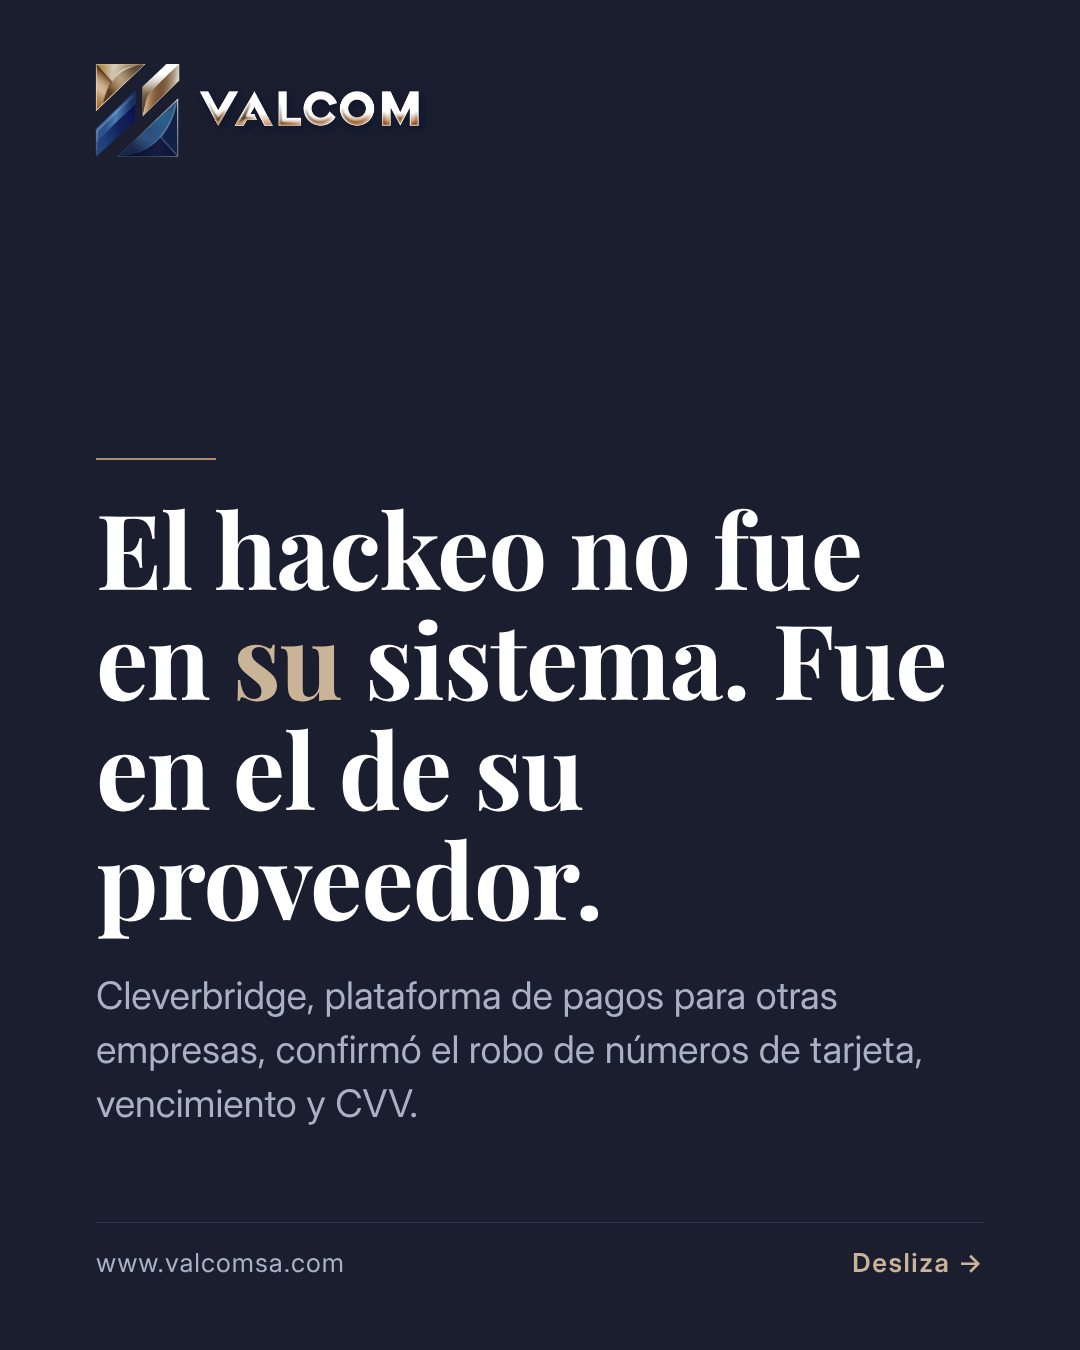 VALCOM
El hackeo no fue
en su sistema. Fue
en el de su
proveedor.
Cleverbridge, plataforma de pagos para otras
empresas, confirmó el robo de números de tarjeta,
vencimiento y CVV.
www.valcomsa.com
Desliza →